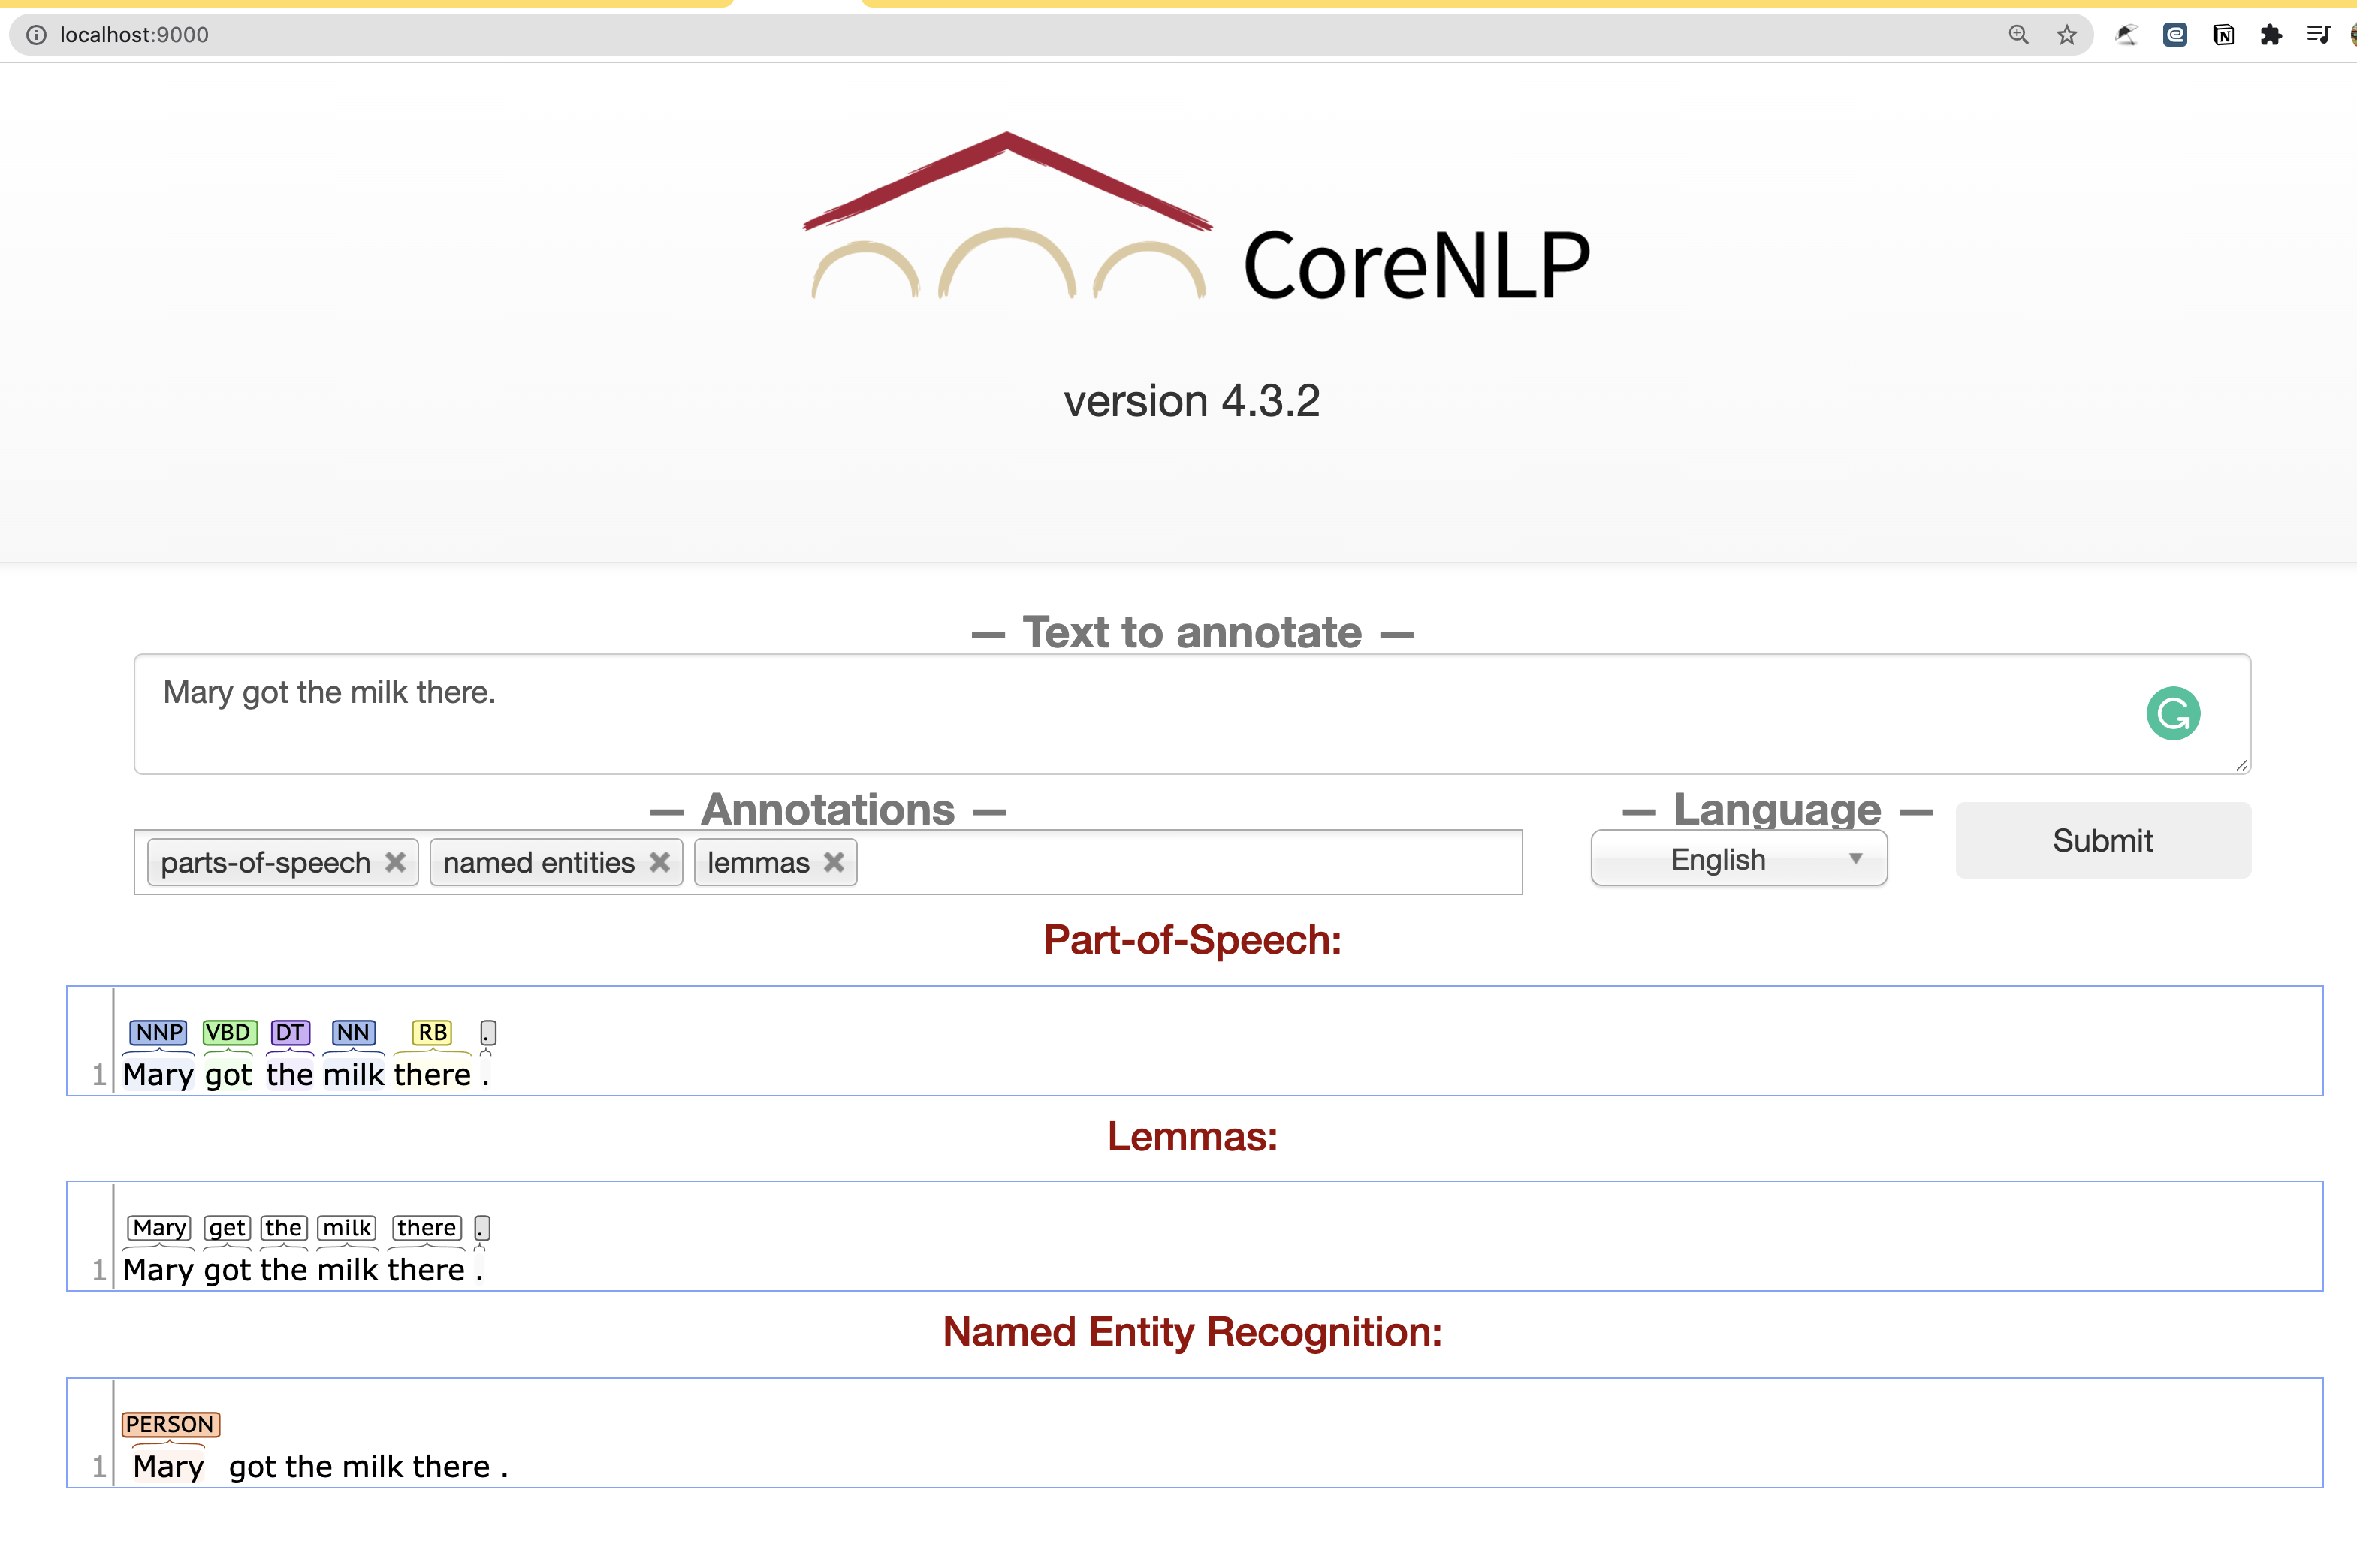 localhost:9000
CoreNLP
version 4.3.2
— Text to annotate —
Mary got the milk there.
— Annotations — — Language — Submit
parts-of-speech named entities lemmas English
Part-of-Speech:
NNP VBD DT NN RB .
1 Mary got the milk there .
Lemmas:
Mary get the milk there .
1 Mary got the milk there .
Named Entity Recognition:
PERSON
1 Mary got the milk there .